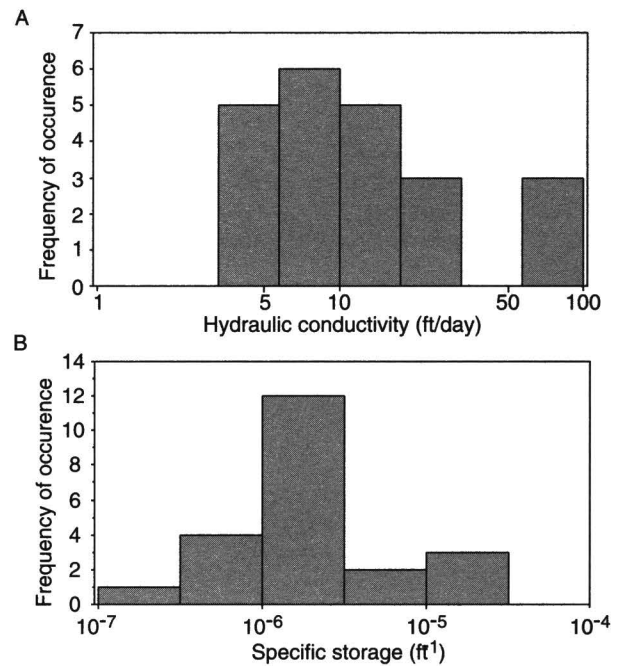 A
7
6
5
4
3
2
1
0
Frequency of occurence
1 5 10 50 100
Hydraulic conductivity (ft/day)
B
14
12
10
8
6
4
2
0
Frequency of occurence
10-7 10-6 10-5 10-4
Specific storage (ft1)